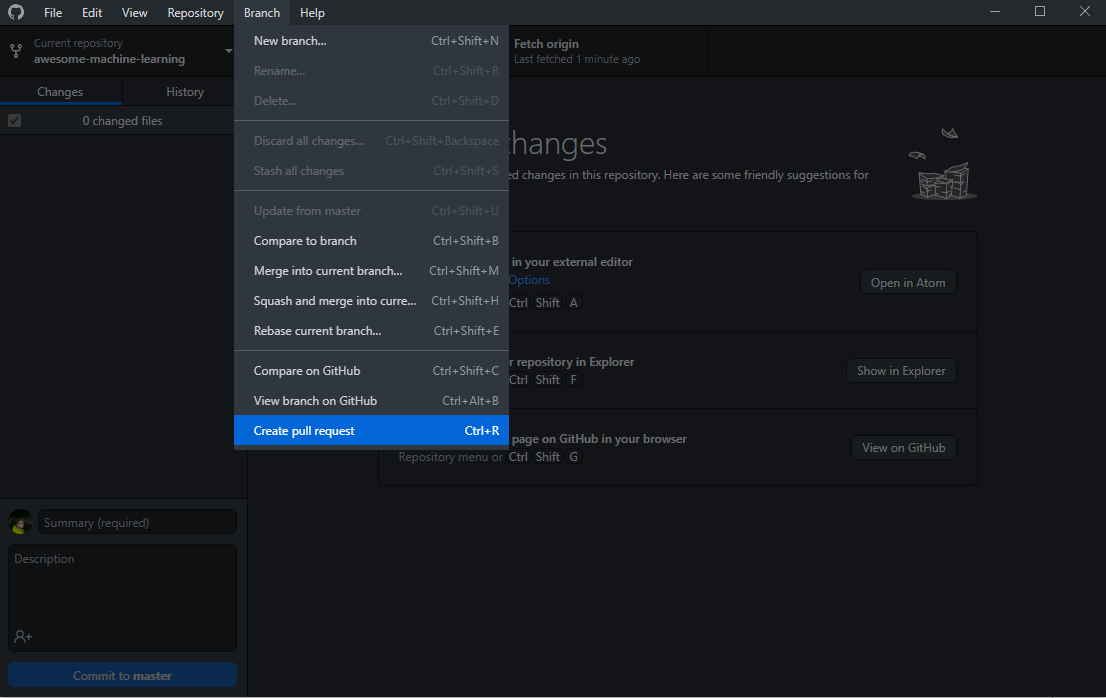 File Edit View Repository Branch Help
Current repository
awesome-machine-learning
Fetch origin
Last fetched 1 minute ago
Changes History
0 changed files
New branch... Ctrl+Shift+N
Rename... Ctrl+Shift+R
Delete... Ctrl+Shift+D
Discard all changes... Ctrl+Shift+Backspace
Stash all changes Ctrl+Shift+S
Update from master Ctrl+Shift+U
Compare to branch Ctrl+Shift+B
Merge into current branch... Ctrl+Shift+M
Squash and merge into curre... Ctrl+Shift+H
Rebase current branch... Ctrl+Shift+E
Compare on GitHub Ctrl+Shift+C
View branch on GitHub Ctrl+Alt+B
Create pull request Ctrl+R
changes
ed changes in this repository. Here are some friendly suggestions for
in your external editor
Options
Ctrl Shift A
Open in Atom
r repository in Explorer
Ctrl Shift F
Show in Explorer
page on GitHub in your browser
Repository menu or Ctrl Shift G
View on GitHub
Summary (required)
Description
Commit to master